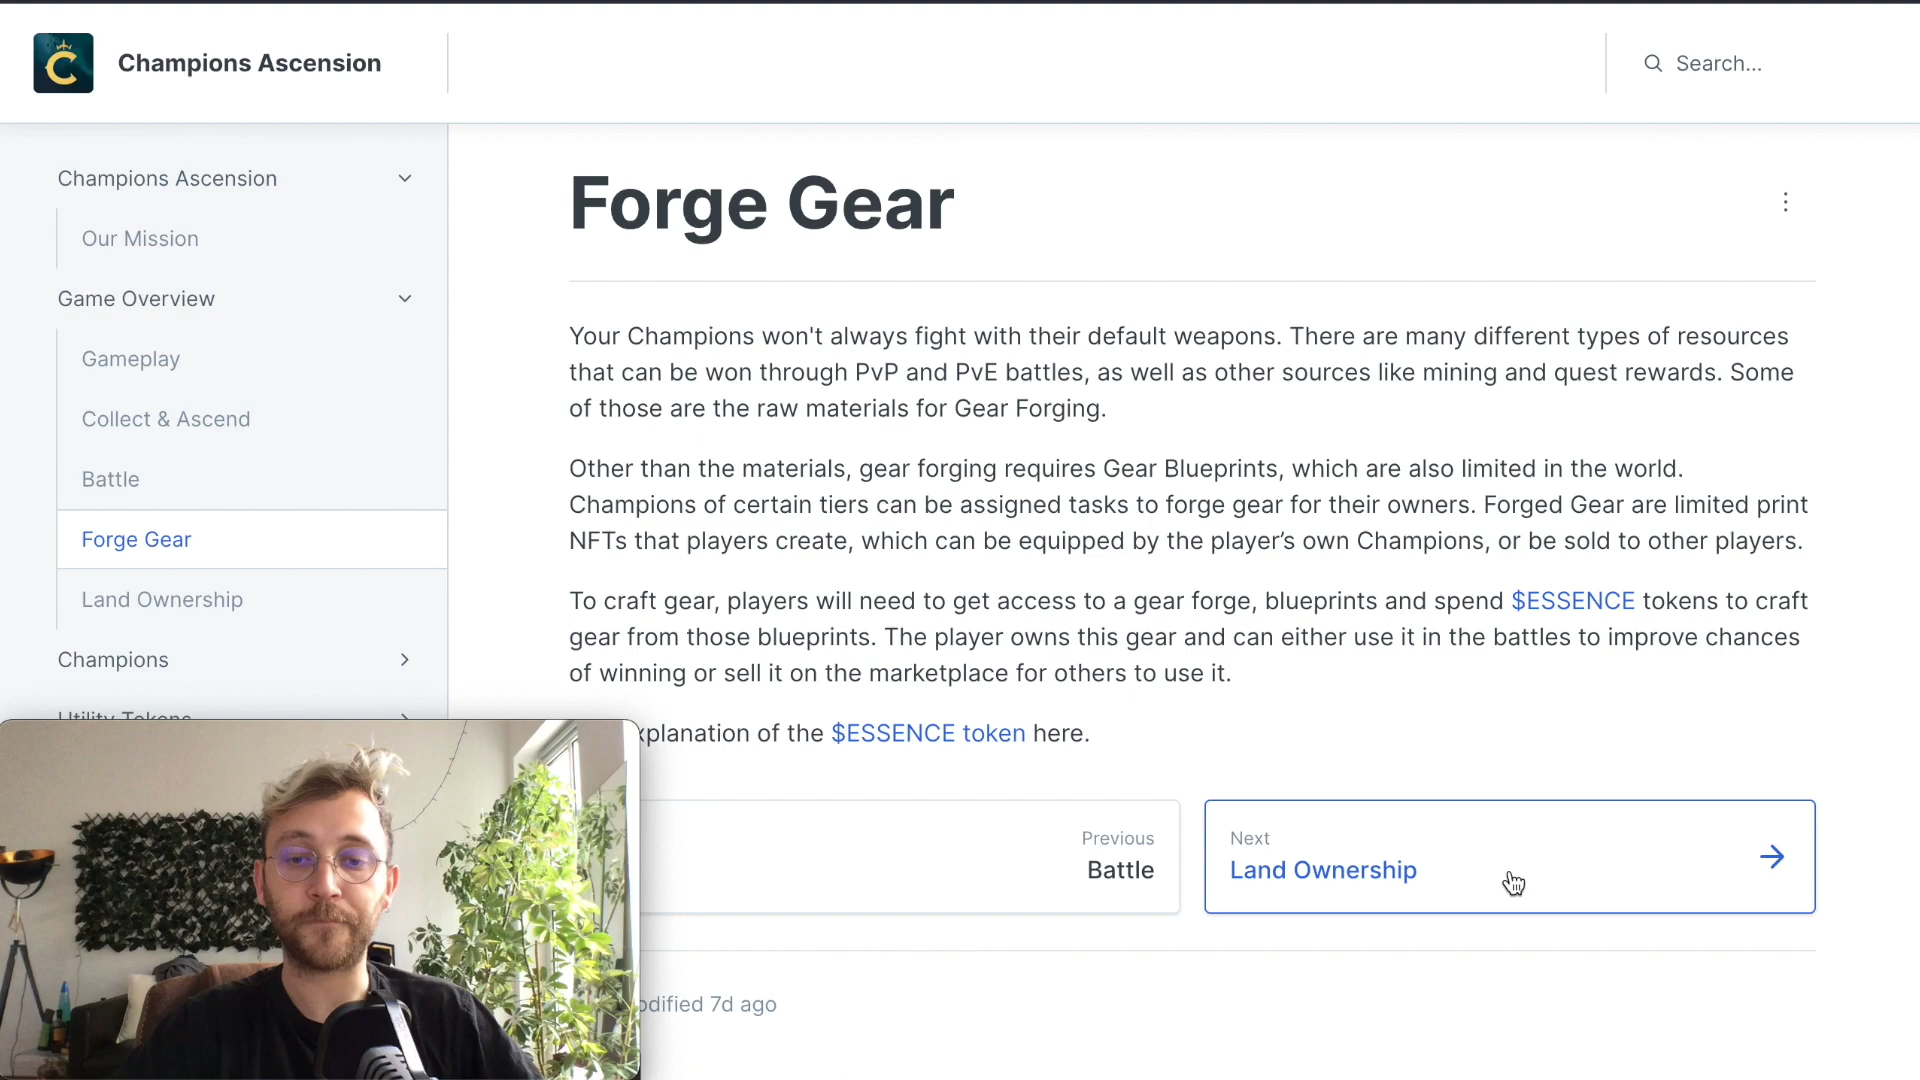 Champions Ascension
Search...
Champions Ascension
Our Mission
Game Overview
Gameplay
Collect & Ascend
Battle
Forge Gear
Land Ownership
Champions
Utility Tokens
Forge Gear
Your Champions won't always fight with their default weapons. There are many different types of resources
that can be won through PvP and PvE battles, as well as other sources like mining and quest rewards. Some
of those are the raw materials for Gear Forging.
Other than the materials, gear forging requires Gear Blueprints, which are also limited in the world.
Champions of certain tiers can be assigned tasks to forge gear for their owners. Forged Gear are limited print
NFTs that players create, which can be equipped by the player’s own Champions, or be sold to other players.
To craft gear, players will need to get access to a gear forge, blueprints and spend $ESSENCE tokens to craft
gear from those blueprints. The player owns this gear and can either use it in the battles to improve chances
of winning or sell it on the marketplace for others to use it.
xplanation of the $ESSENCE token here.
Previous
Battle
Next
Land Ownership
odified 7d ago